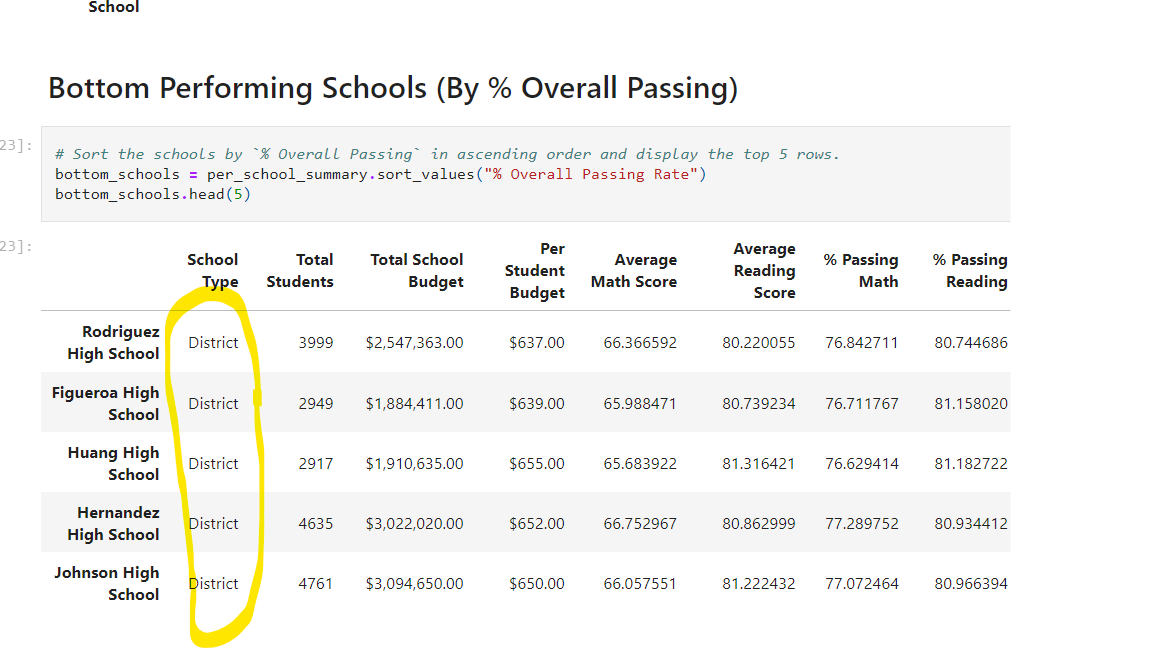 School
Bottom Performing Schools (By % Overall Passing)
23]:
# Sort the schools by `% Overall Passing` in ascending order and display the top 5 rows.
bottom_schools = per_school_summary.sort_values("% Overall Passing Rate")
bottom_schools.head(5)
23]:
School Type Total Students Total School Budget Per Student Budget Average Math Score Average Reading Score % Passing Math % Passing Reading
Rodriguez High School District 3999 $2,547,363.00 $637.00 66.366592 80.220055 76.842711 80.744686
Figueroa High School District 2949 $1,884,411.00 $639.00 65.988471 80.739234 76.711767 81.158020
Huang High School District 2917 $1,910,635.00 $655.00 65.683922 81.316421 76.629414 81.182722
Hernandez High School District 4635 $3,022,020.00 $652.00 66.752967 80.862999 77.289752 80.934412
Johnson High School District 4761 $3,094,650.00 $650.00 66.057551 81.222432 77.072464 80.966394